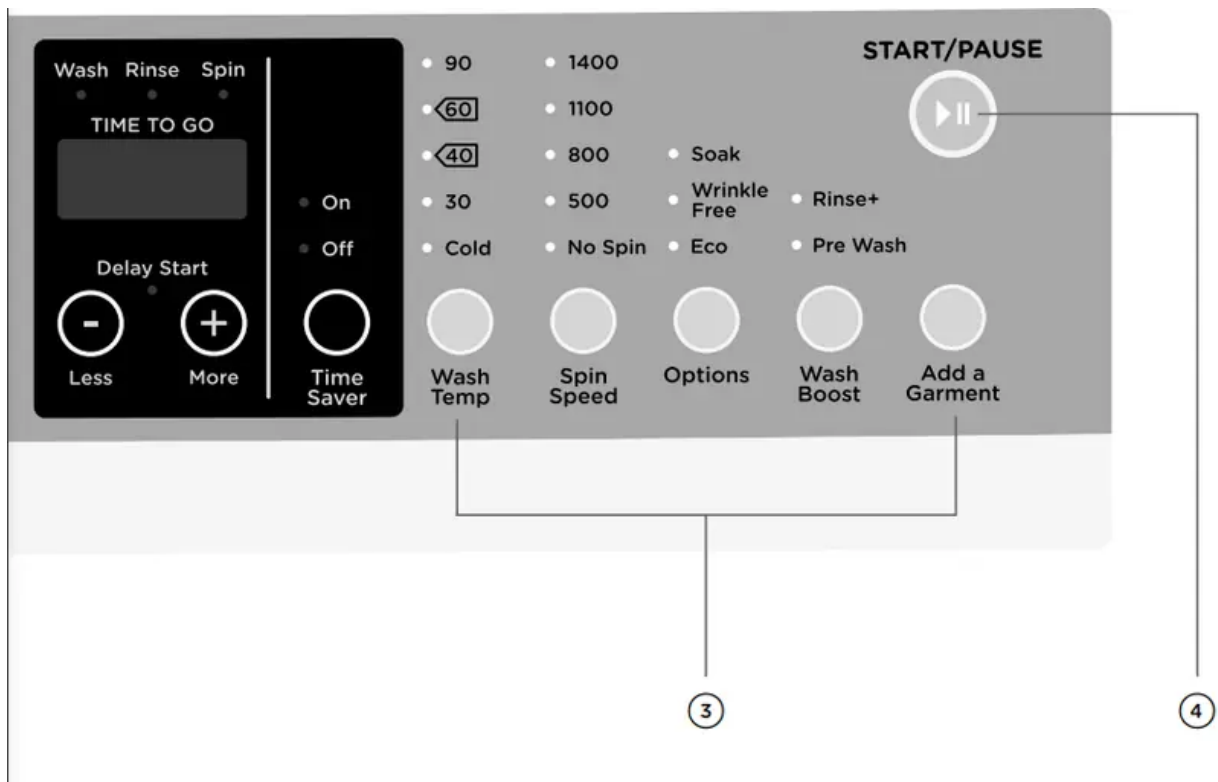 START/PAUSE
Wash Rinse Spin
TIME TO GO
90
60
40
30
Cold
1400
1100
800
500
No Spin
Soak
Wrinkle
Free
Eco
Rinse+
Pre Wash
On
Off
Delay Start
-
+
Less
More
Time
Saver
Wash
Temp
Spin
Speed
Options
Wash
Boost
Add a
Garment
3
4